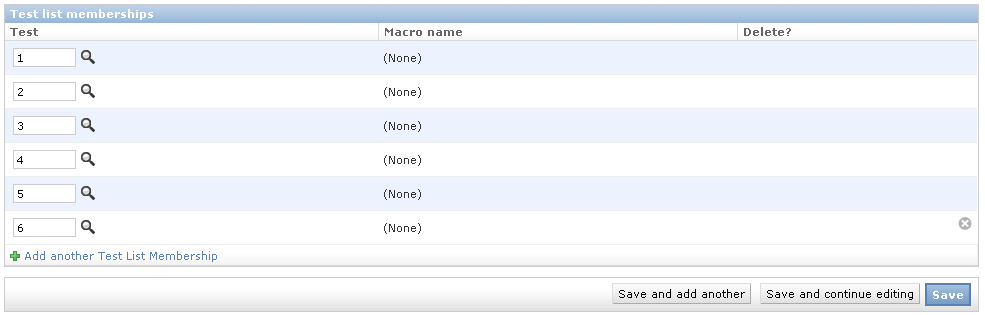 Test list memberships
Test Macro name Delete?
1 (None)
2 (None)
3 (None)
4 (None)
5 (None)
6 (None)
Add another Test List Membership
Save and add another Save and continue editing Save